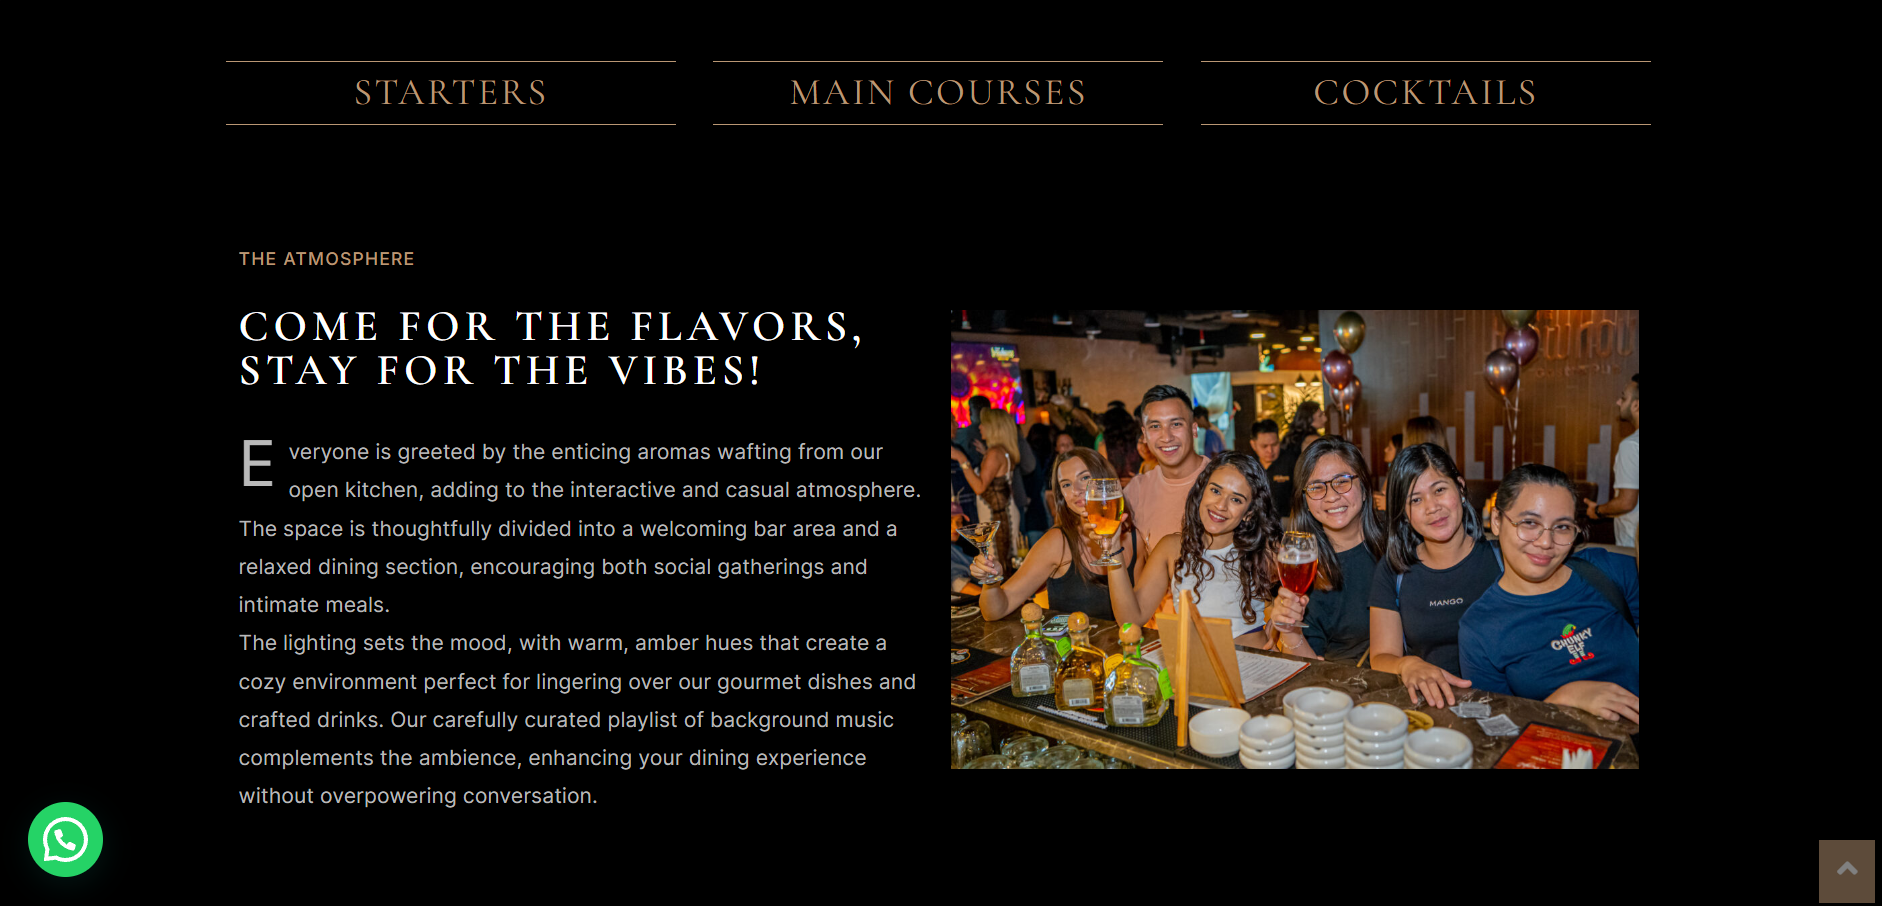 STARTERS
MAIN COURSES
COCKTAILS
THE ATMOSPHERE
COME FOR THE FLAVORS,
STAY FOR THE VIBES!
Everyone is greeted by the enticing aromas wafting from our
open kitchen, adding to the interactive and casual atmosphere.
The space is thoughtfully divided into a welcoming bar area and a
relaxed dining section, encouraging both social gatherings and
intimate meals.
The lighting sets the mood, with warm, amber hues that create a
cozy environment perfect for lingering over our gourmet dishes and
crafted drinks. Our carefully curated playlist of background music
complements the ambience, enhancing your dining experience
without overpowering conversation.
MANGO
CHUNKY
ELF